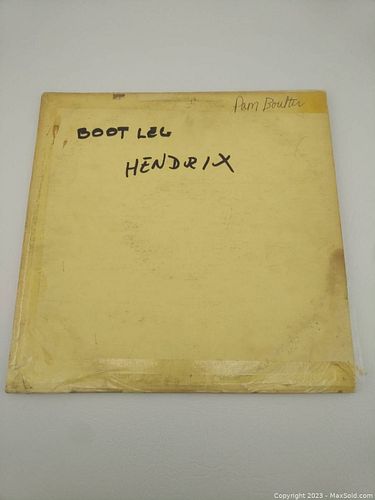 Pam Boulter
BOOT LEG
HENDRIX
Copyright 2023 - MaxSold.com